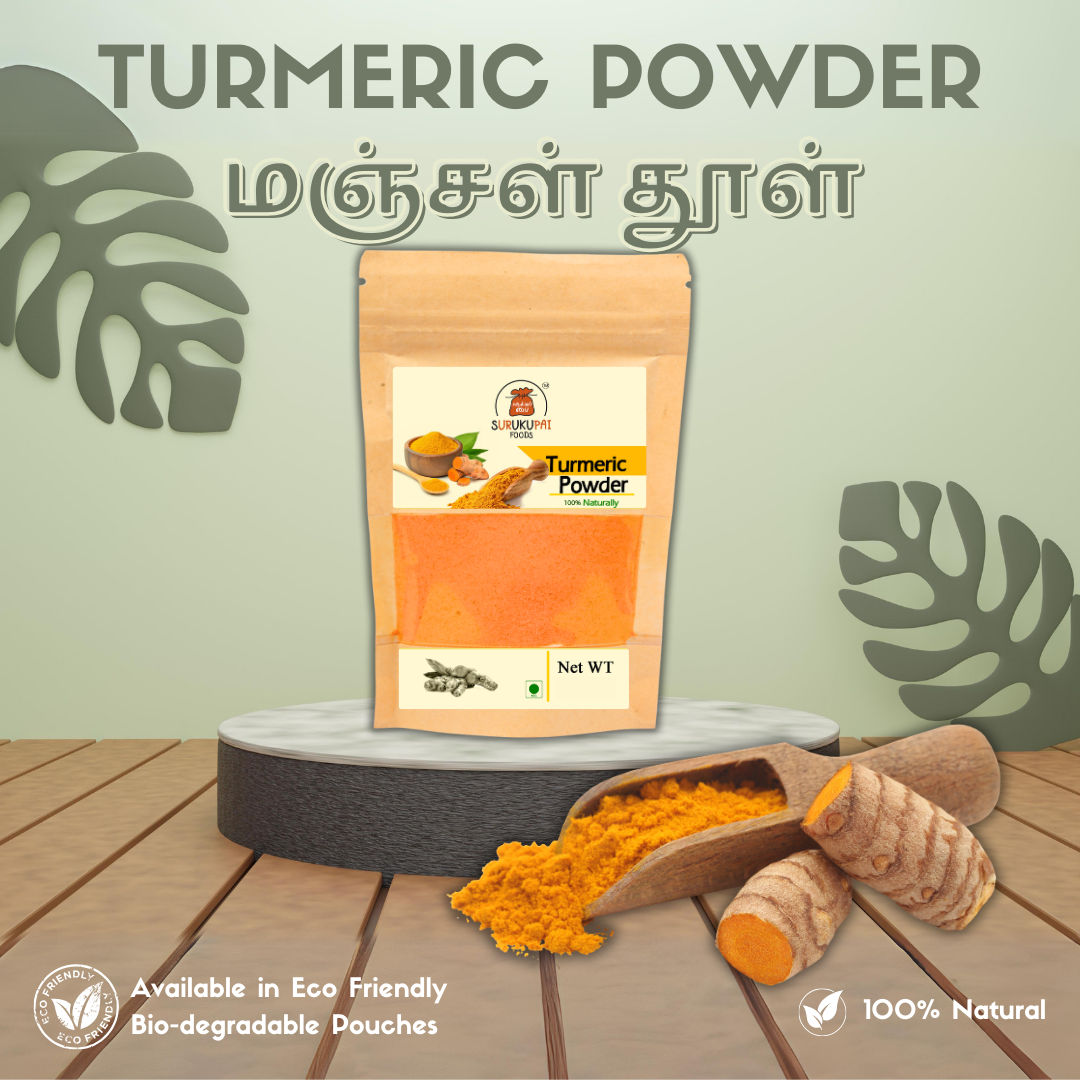 TURMERIC POWDER
மஞ்சள் தூள்
SURUKUPAI
FOODS
Turmeric
Powder
100% Naturally
Net WT
ECO FRIENDLY
ECO FRIENDLY
Available in Eco Friendly
Bio-degradable Pouches
100% Natural